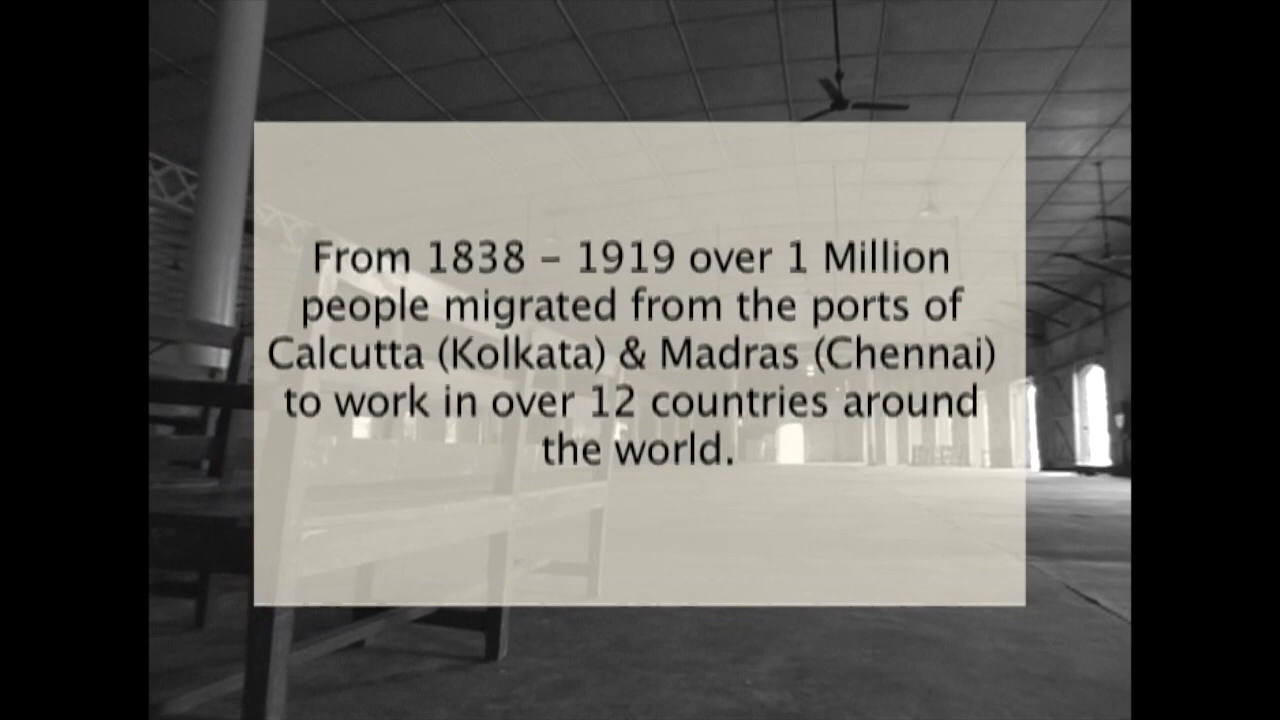 From 1838 – 1919 over 1 Million
people migrated from the ports of
Calcutta (Kolkata) & Madras (Chennai)
to work in over 12 countries around
the world.